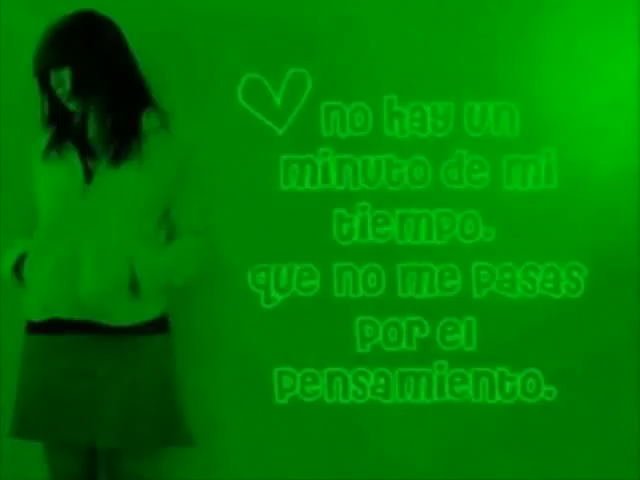 no hay un
minuto de mi
tiempo.
que no me pasas
por el
pensamiento.